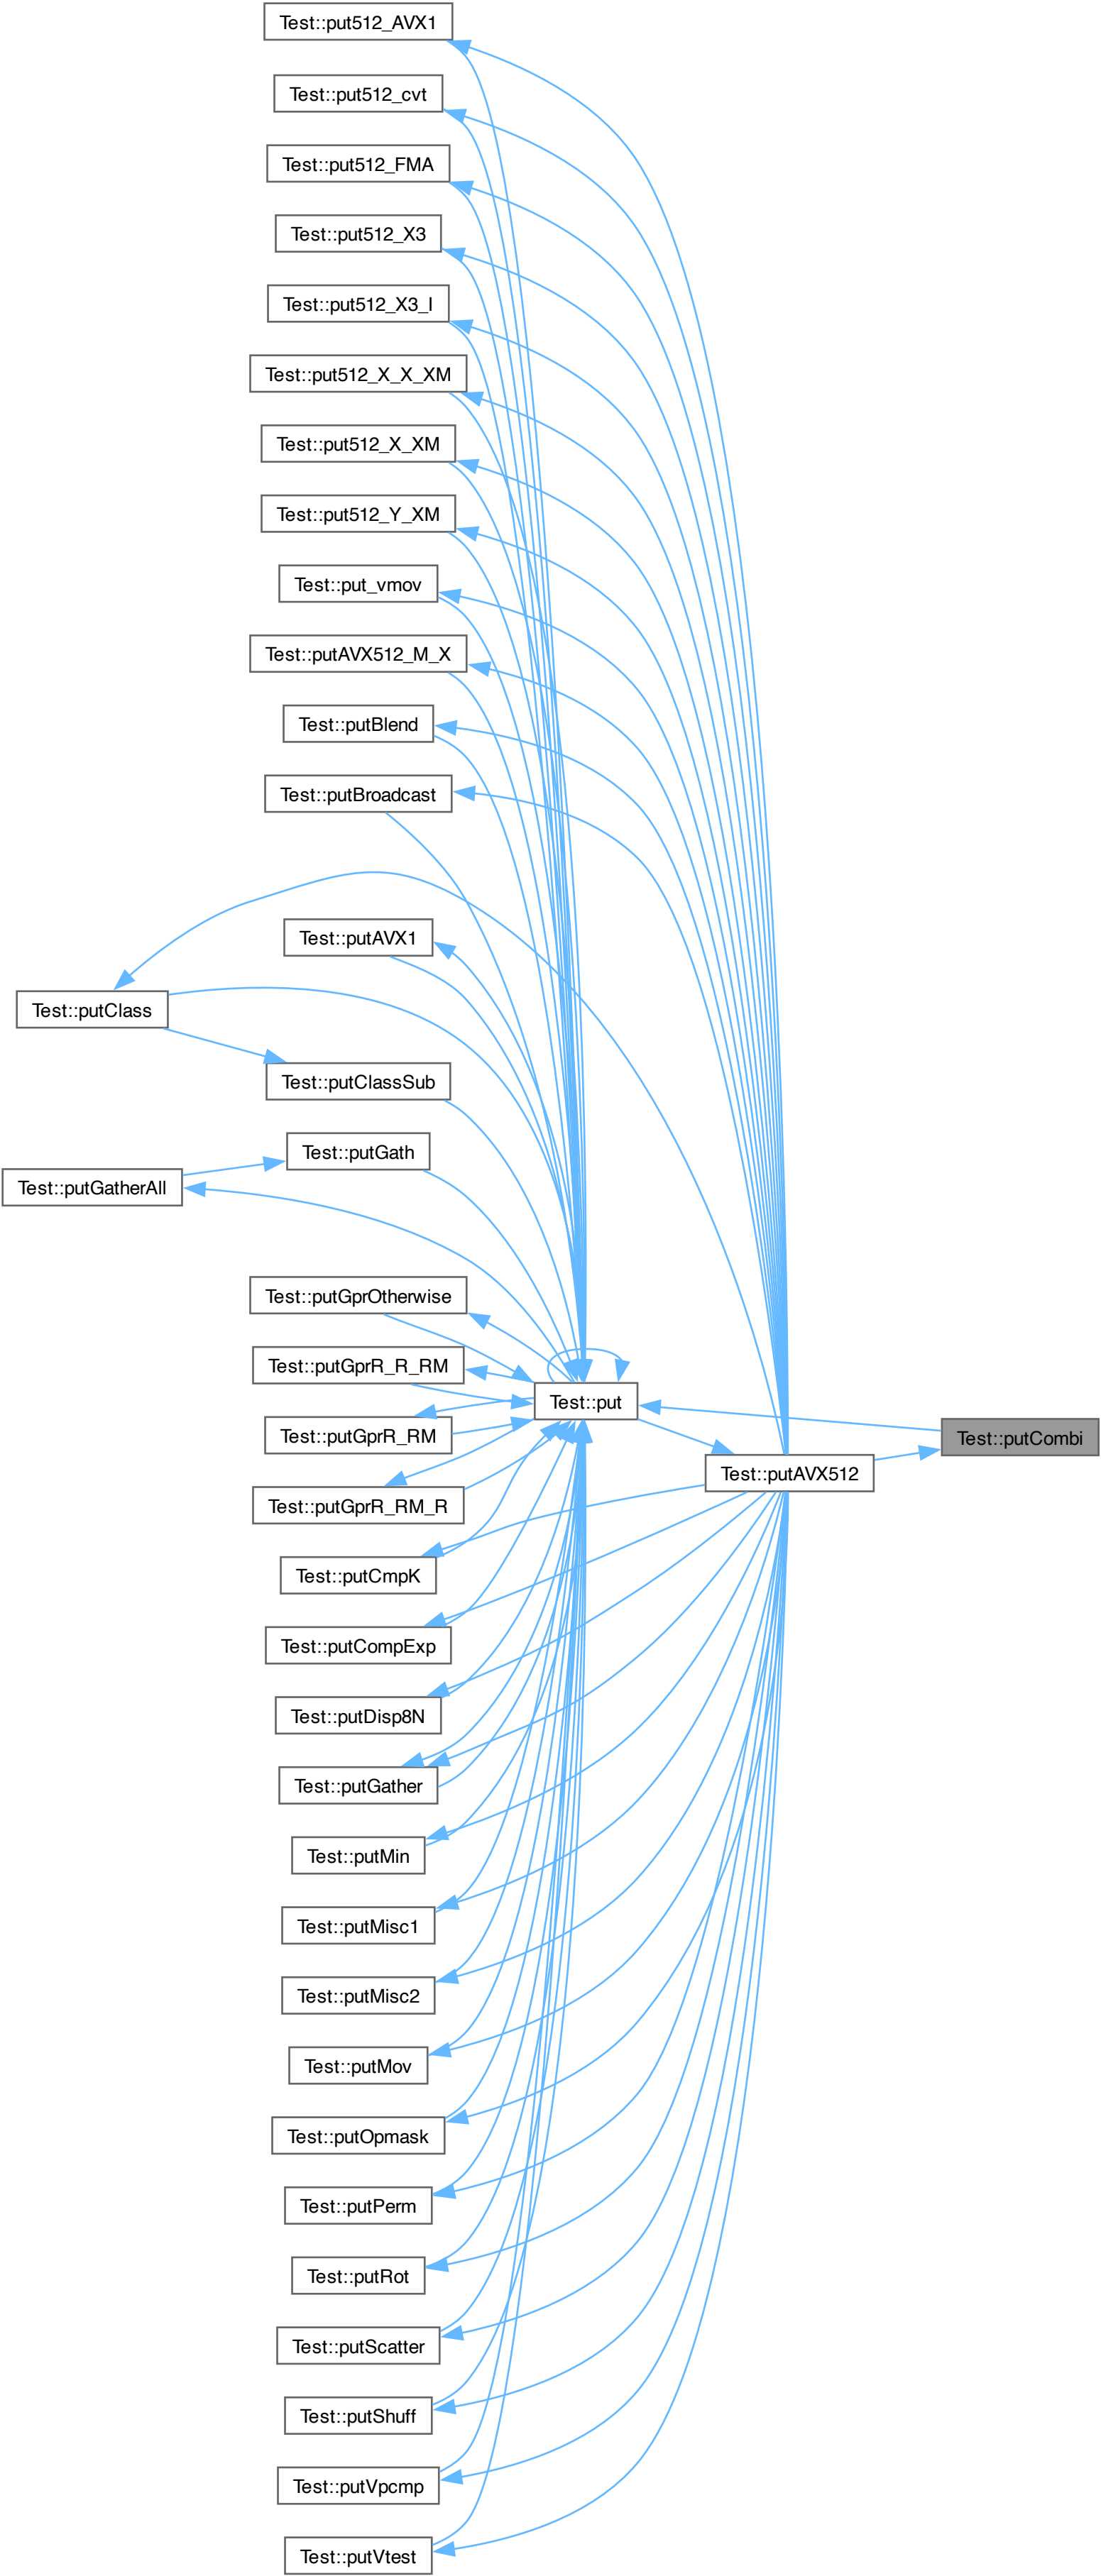 Test::put512_AVX1
Test::put512_cvt
Test::put512_FMA
Test::put512_X3
Test::put512_X3_I
Test::put512_X_X_XM
Test::put512_X_XM
Test::put512_Y_XM
Test::put_vmov
Test::putAVX512_M_X
Test::putBlend
Test::putBroadcast
Test::putAVX1
Test::putClass
Test::putClassSub
Test::putGath
Test::putGatherAll
Test::putGprOtherwise
Test::putGprR_R_RM
Test::put
Test::putGprR_RM
Test::putCombi
Test::putAVX512
Test::putGprR_RM_R
Test::putCmpK
Test::putCompExp
Test::putDisp8N
Test::putGather
Test::putMin
Test::putMisc1
Test::putMisc2
Test::putMov
Test::putOpmask
Test::putPerm
Test::putRot
Test::putScatter
Test::putShuff
Test::putVpcmp
Test::putVtest